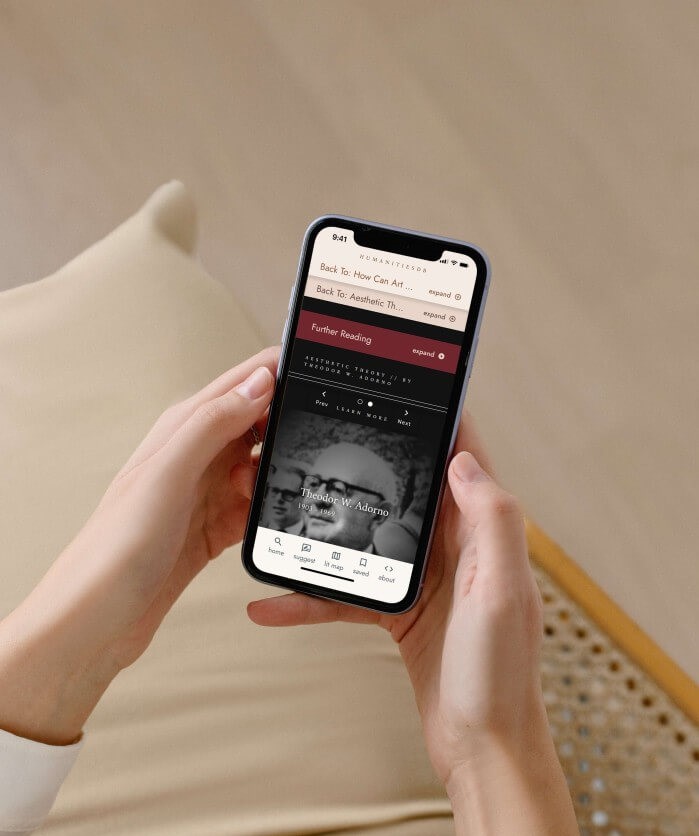 9:41
HUMANITIESDB
Back To: How Can Art ...
expand
Back To: Aesthetic Th...
expand
Further Reading
expand
AESTHETIC THEORY // BY
THEODOR W. ADORNO
Prev
Next
LEARN MORE
Theodor W. Adorno
1903 - 1969
home
suggest
lit map
saved
about